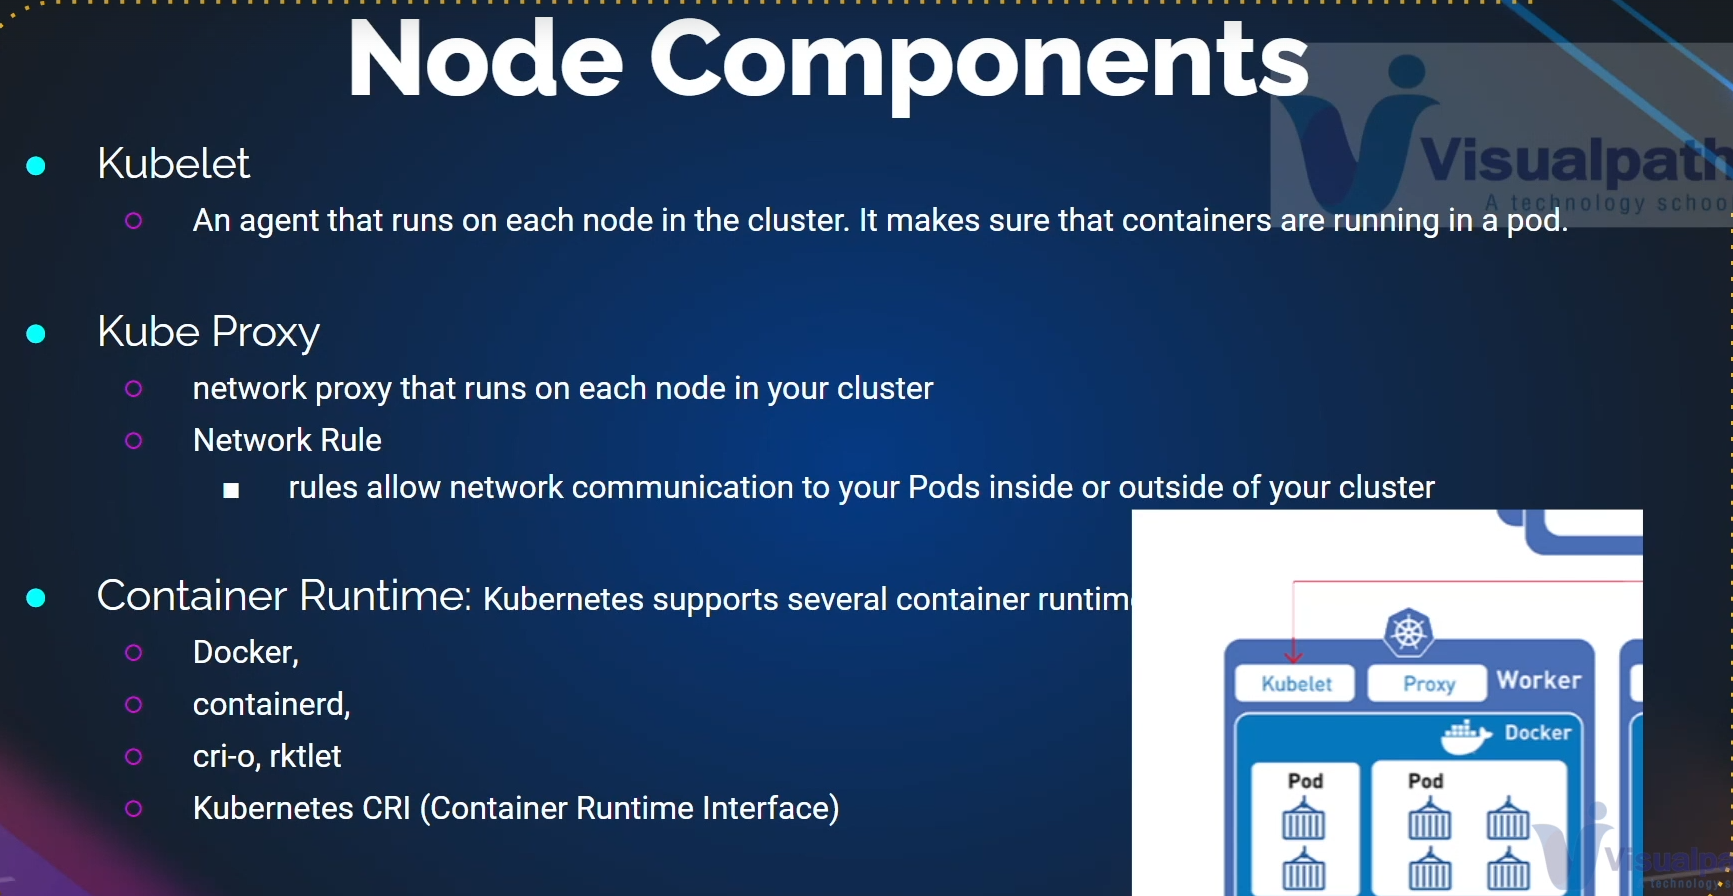 Node Components
Visualpath
A technology schoo
Kubelet
An agent that runs on each node in the cluster. It makes sure that containers are running in a pod.
Kube Proxy
network proxy that runs on each node in your cluster
Network Rule
rules allow network communication to your Pods inside or outside of your cluster
Container Runtime: Kubernetes supports several container runtim
Docker,
containerd,
cri-o, rktlet
Kubernetes CRI (Container Runtime Interface)
Kubelet
Proxy
Worker
Docker
Pod
Pod
Visualpa
A technology